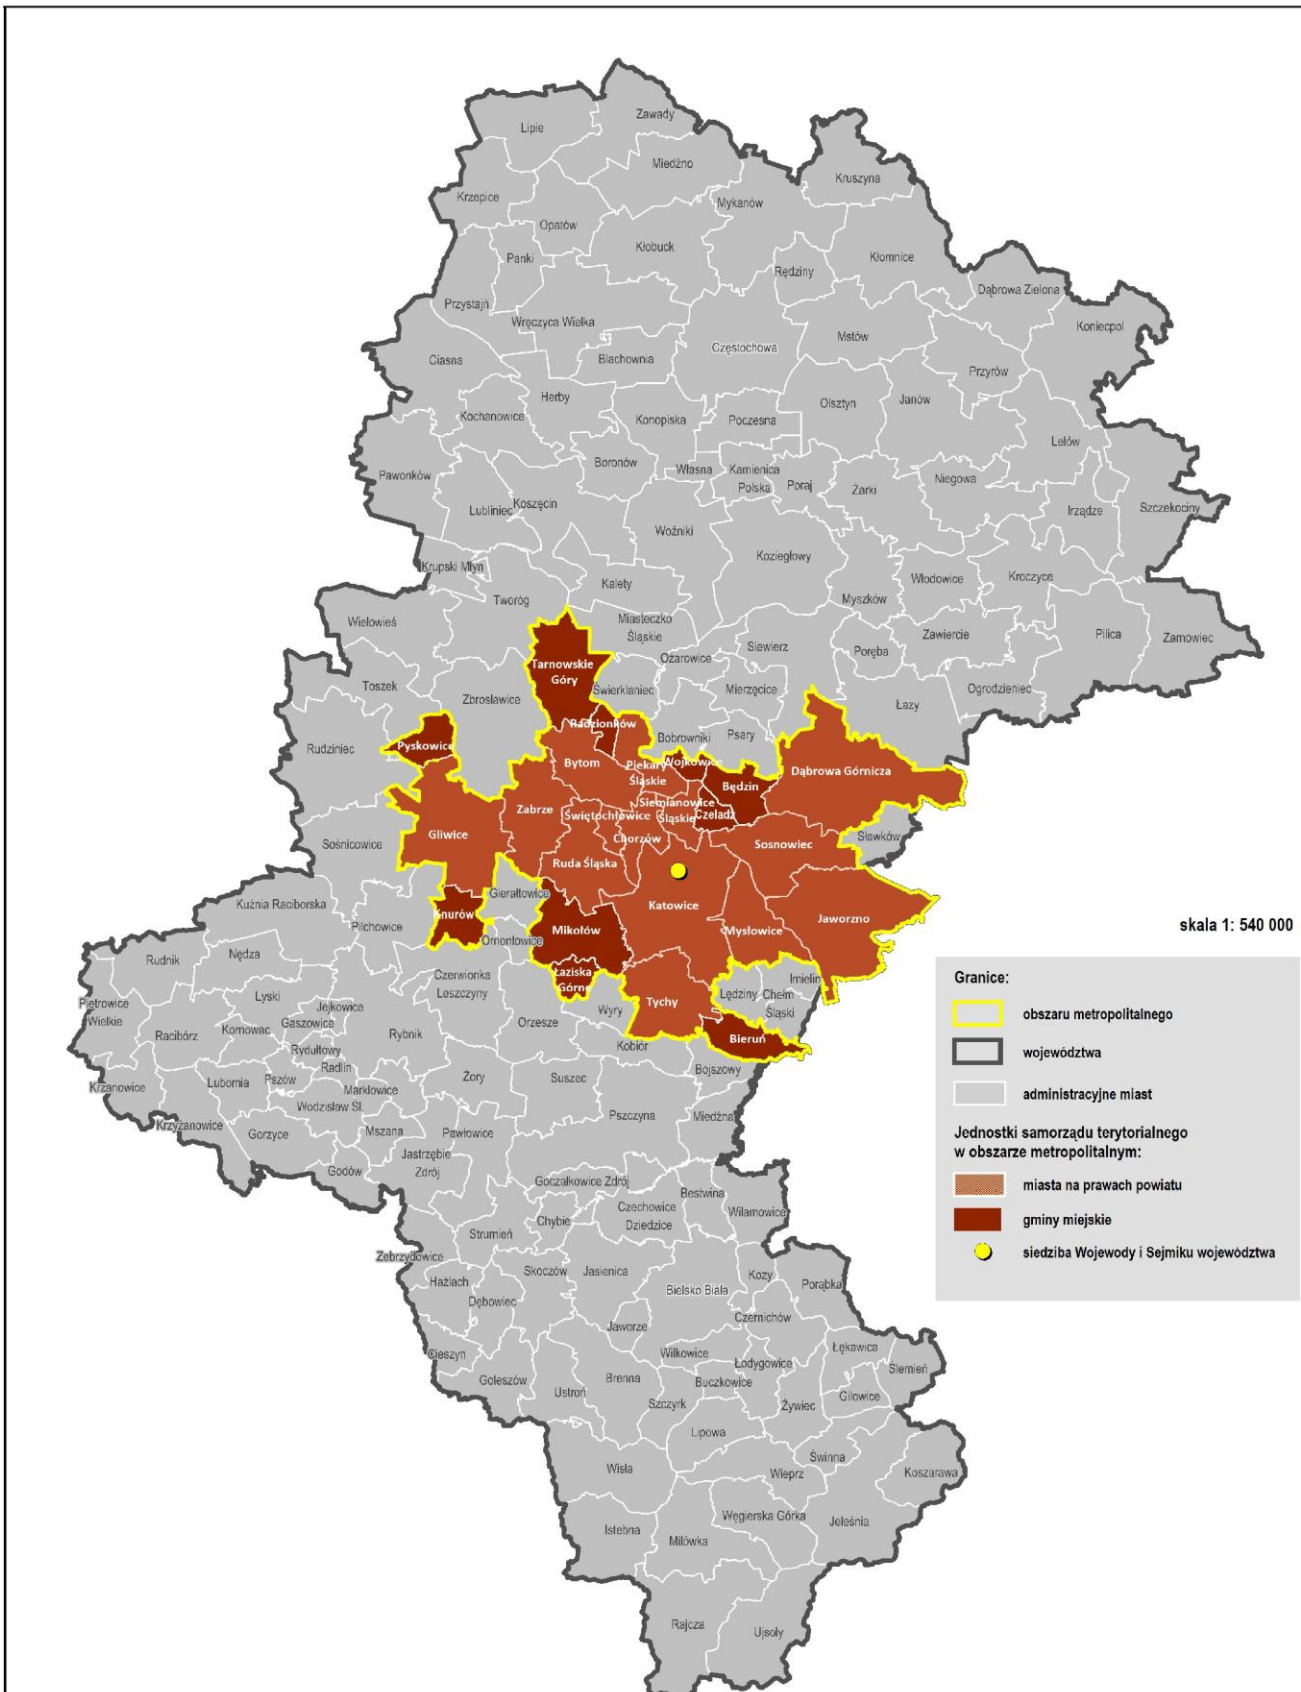 Zawady
Lipie
Miedźno
Kruszyna
Krzepice
Mykanów
Opatów
Kłobuck
Kłomnice
Panki
Rędziny
Dąbrowa Zielona
Przystajń
Koniecpol
Wręczyca Wielka
Mstów
Częstochowa
Ciasna
Blachownia
Przyrów
Herby
Olsztyn
Janów
Kochanowice
Konopiska
Poczesna
Lelów
Boronów
Własna
Kamienica
Polska
Poraj
Żarki
Niegowa
Pawonków
Koszęcin
Lubliniec
Irządze
Szczekociny
Woźniki
Koziegłowy
Krupski Młyn
Kalety
Włodowice
Kroczyce
Tworóg
Myszków
Wielowieś
Miasteczko
Śląskie
Zawiercie
Pilica
Żarnowiec
Siewierz
Poręba
Ożarowice
Tarnowskie
Góry
Toszek
Świerklaniec
Mierzęcice
Ogrodzieniec
Zbrosławice
Łazy
Radzionków
Rudziniec
Pyskowice
Bobrowniki
Psary
Bytom
Piekary
Śląskie
Wojkowice
Dąbrowa Górnicza
Będzin
Zabrze
Siemianowice
Śląskie
Świętochłowice
Czeladź
Gliwice
Chorzów
Sławków
Sośnicowice
Sosnowiec
Ruda Śląska
Gierałtowice
Kuźnia Raciborska
Katowice
Knurów
Jaworzno
Pilchowice
Mikołów
Mysłowice
skala 1: 540 000
Ornontowice
Nędza
Rudnik
Łaziska
Górne
Czerwionka
Leszczyny
Imielin
Granice:
Lędziny
Chełm
Śląski
Lyski
Pietrowice
Wielkie
Tychy
Jejkowice
Wyry
obszaru metropolitalnego
Gaszowice
Orzesze
Kornowac
Racibórz
Rybnik
Bieruń
Rydułtowy
Kobiór
województwa
Radlin
Bojszowy
Żory
Suszec
Pszów
Lubomia
Krzanowice
Marklowice
administracyjne miast
Wodzisław Śl.
Pszczyna
Miedźna
Krzyżanowice
Mszana
Pawłowice
Jednostki samorządu terytorialnego
w obszarze metropolitalnym:
Gorzyce
Jastrzębie
Zdrój
Godów
Goczałkowice Zdrój
miasta na prawach powiatu
Bestwina
Czechowice
Dziedzice
Wilamowice
gminy miejskie
Chybie
Strumień
siedziba Wojewody i Sejmiku województwa
Zebrzydowice
Skoczów
Jasienica
Kozy
Hażlach
Porąbka
Bielsko Biała
Dębowiec
Czernichów
Jaworze
Łękawica
Cieszyn
Wilkowice
Łodygowice
Ślemień
Goleszów
Brenna
Buczkowice
Ustroń
Gilowice
Szczyrk
Żywiec
Lipowa
Świnna
Wisła
Wieprz
Koszarawa
Węgierska Górka
Jeleśnia
Istebna
Milówka
Rajcza
Ujsoły